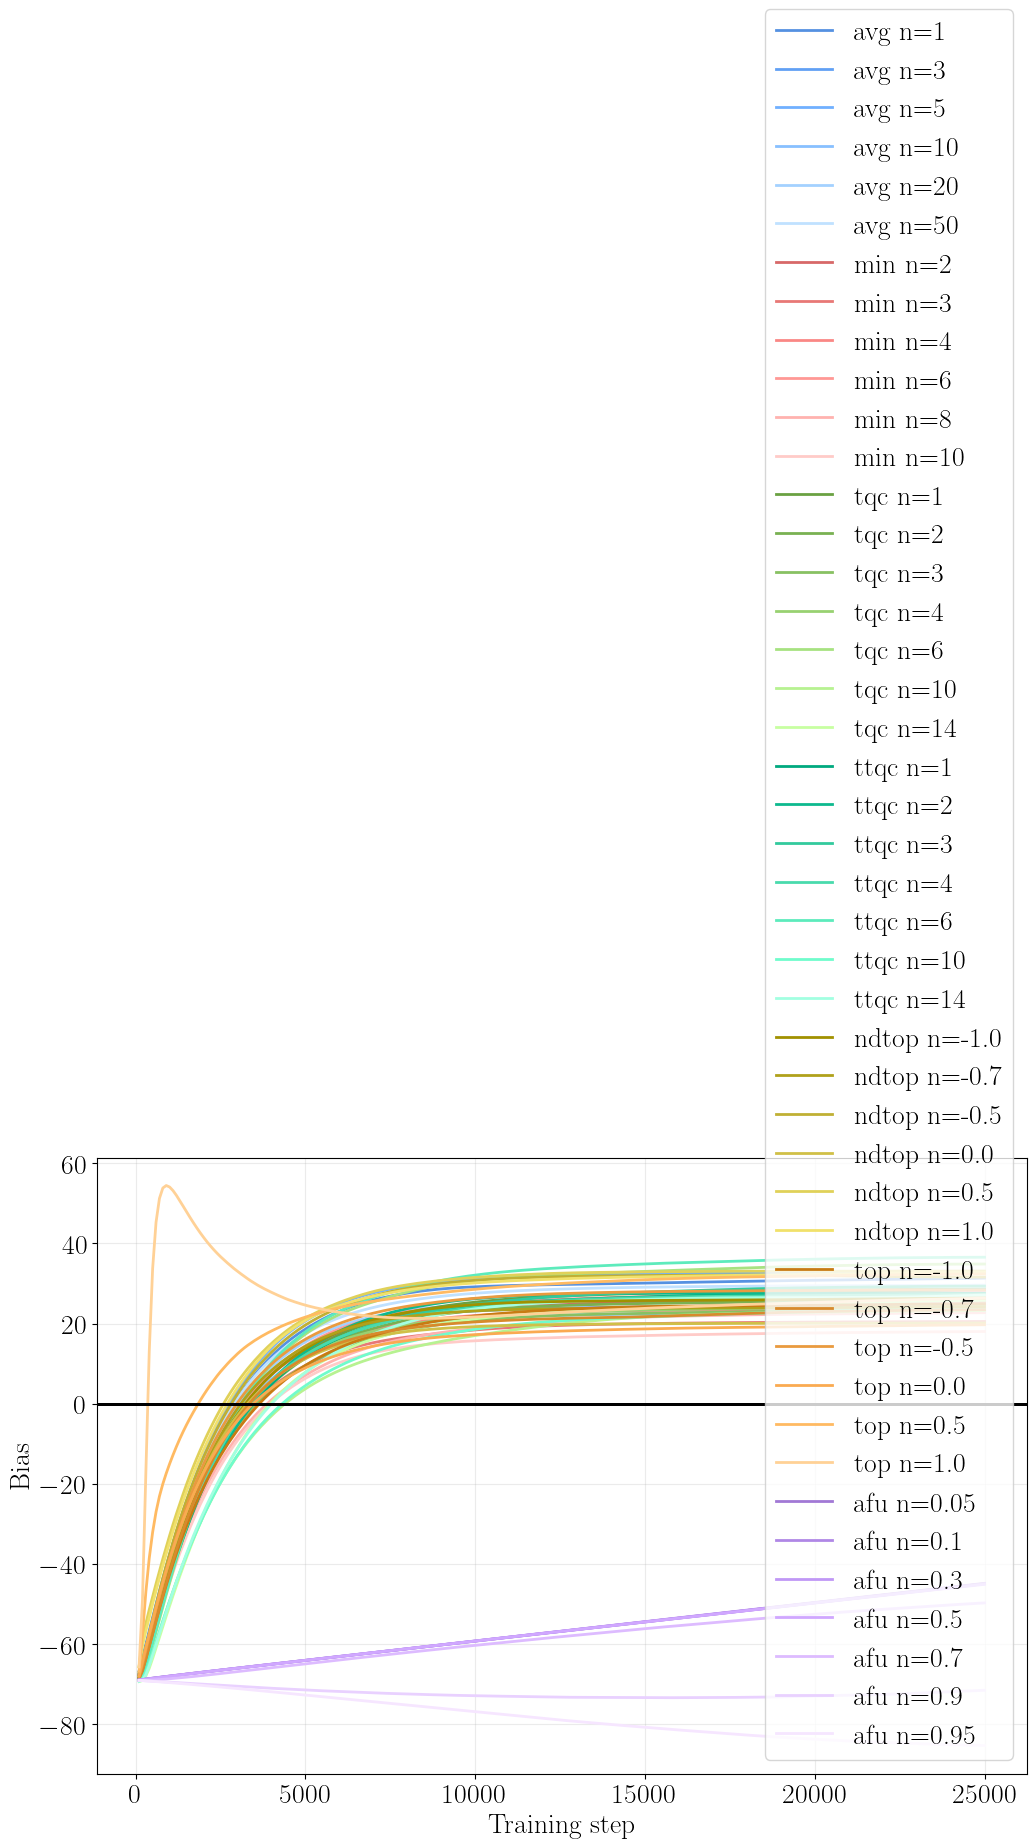 avg n=1
avg n=3
avg n=5
avg n=10
avg n=20
avg n=50
min n=2
min n=3
min n=4
min n=6
min n=8
min n=10
tqc n=1
tqc n=2
tqc n=3
tqc n=4
tqc n=6
tqc n=10
tqc n=14
ttqc n=1
ttqc n=2
ttqc n=3
ttqc n=4
ttqc n=6
ttqc n=10
ttqc n=14
ndtop n=-1.0
ndtop n=-0.7
ndtop n=-0.5
ndtop n=0.0
ndtop n=0.5
ndtop n=1.0
top n=-1.0
top n=-0.7
top n=-0.5
top n=0.0
top n=0.5
top n=1.0
afu n=0.05
afu n=0.1
afu n=0.3
afu n=0.5
afu n=0.7
afu n=0.9
afu n=0.95
60
40
20
0
−20
−40
−60
−80
Bias
0 5000 10000 15000 20000 25000
Training step